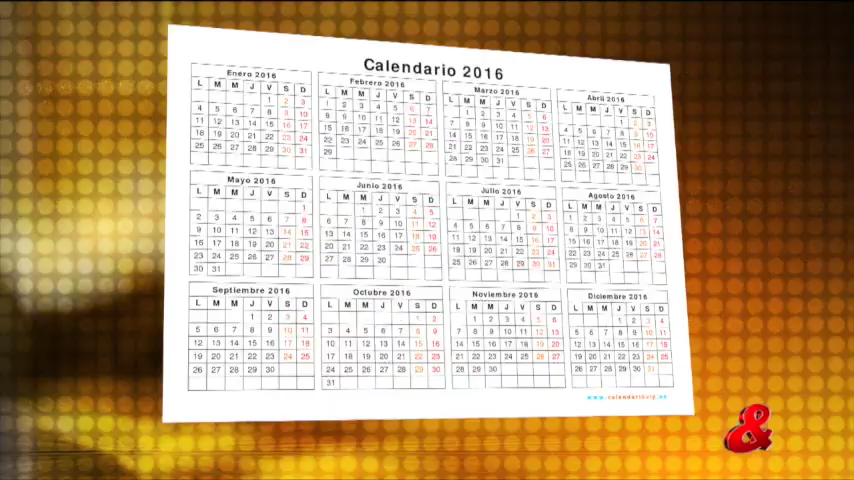 Calendario 2016
Enero 2016
L M M J V S D
1 2 3
4 5 6 7 8 9 10
11 12 13 14 15 16 17
18 19 20 21 22 23 24
25 26 27 28 29 30 31
Febrero 2016
L M M J V S D
1 2 3 4 5 6 7
8 9 10 11 12 13 14
15 16 17 18 19 20 21
22 23 24 25 26 27 28
29
Marzo 2016
L M M J V S D
1 2 3 4 5 6
7 8 9 10 11 12 13
14 15 16 17 18 19 20
21 22 23 24 25 26 27
28 29 30 31
Abril 2016
L M M J V S D
1 2 3
4 5 6 7 8 9 10
11 12 13 14 15 16 17
18 19 20 21 22 23 24
25 26 27 28 29 30
Mayo 2016
L M M J V S D
1
2 3 4 5 6 7 8
9 10 11 12 13 14 15
16 17 18 19 20 21 22
23 24 25 26 27 28 29
30 31
Junio 2016
L M M J V S D
1 2 3 4 5
6 7 8 9 10 11 12
13 14 15 16 17 18 19
20 21 22 23 24 25 26
27 28 29 30
Julio 2016
L M M J V S D
1 2 3
4 5 6 7 8 9 10
11 12 13 14 15 16 17
18 19 20 21 22 23 24
25 26 27 28 29 30 31
Agosto 2016
L M M J V S D
1 2 3 4 5 6 7
8 9 10 11 12 13 14
15 16 17 18 19 20 21
22 23 24 25 26 27 28
29 30 31
Septiembre 2016
L M M J V S D
1 2 3 4
5 6 7 8 9 10 11
12 13 14 15 16 17 18
19 20 21 22 23 24 25
26 27 28 29 30
Octubre 2016
L M M J V S D
1 2
3 4 5 6 7 8 9
10 11 12 13 14 15 16
17 18 19 20 21 22 23
24 25 26 27 28 29 30
31
Noviembre 2016
L M M J V S D
1 2 3 4 5 6
7 8 9 10 11 12 13
14 15 16 17 18 19 20
21 22 23 24 25 26 27
28 29 30
Diciembre 2016
L M M J V S D
1 2 3 4
5 6 7 8 9 10 11
12 13 14 15 16 17 18
19 20 21 22 23 24 25
26 27 28 29 30 31
&